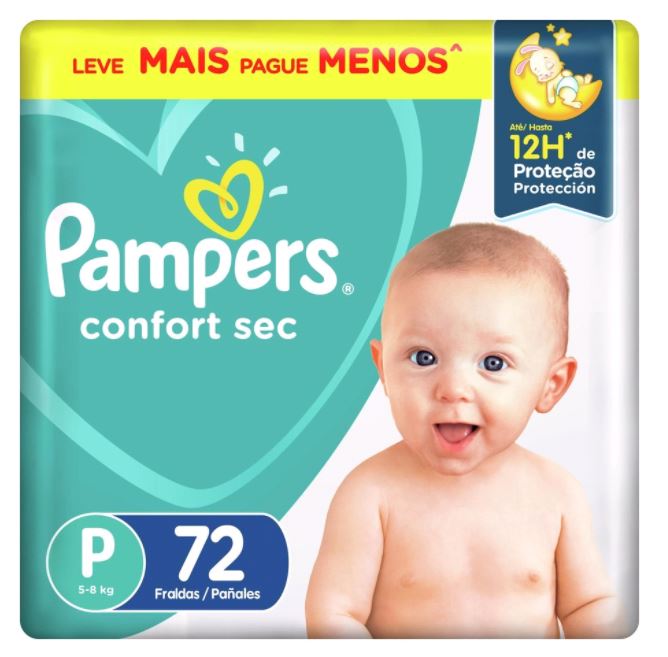 LEVE MAIS PAGUE MENOS^
Até/ Hasta
12H* de
Proteção
Protección
Pampers®
confort sec
P
5-8 kg
72
Fraldas / Pañales